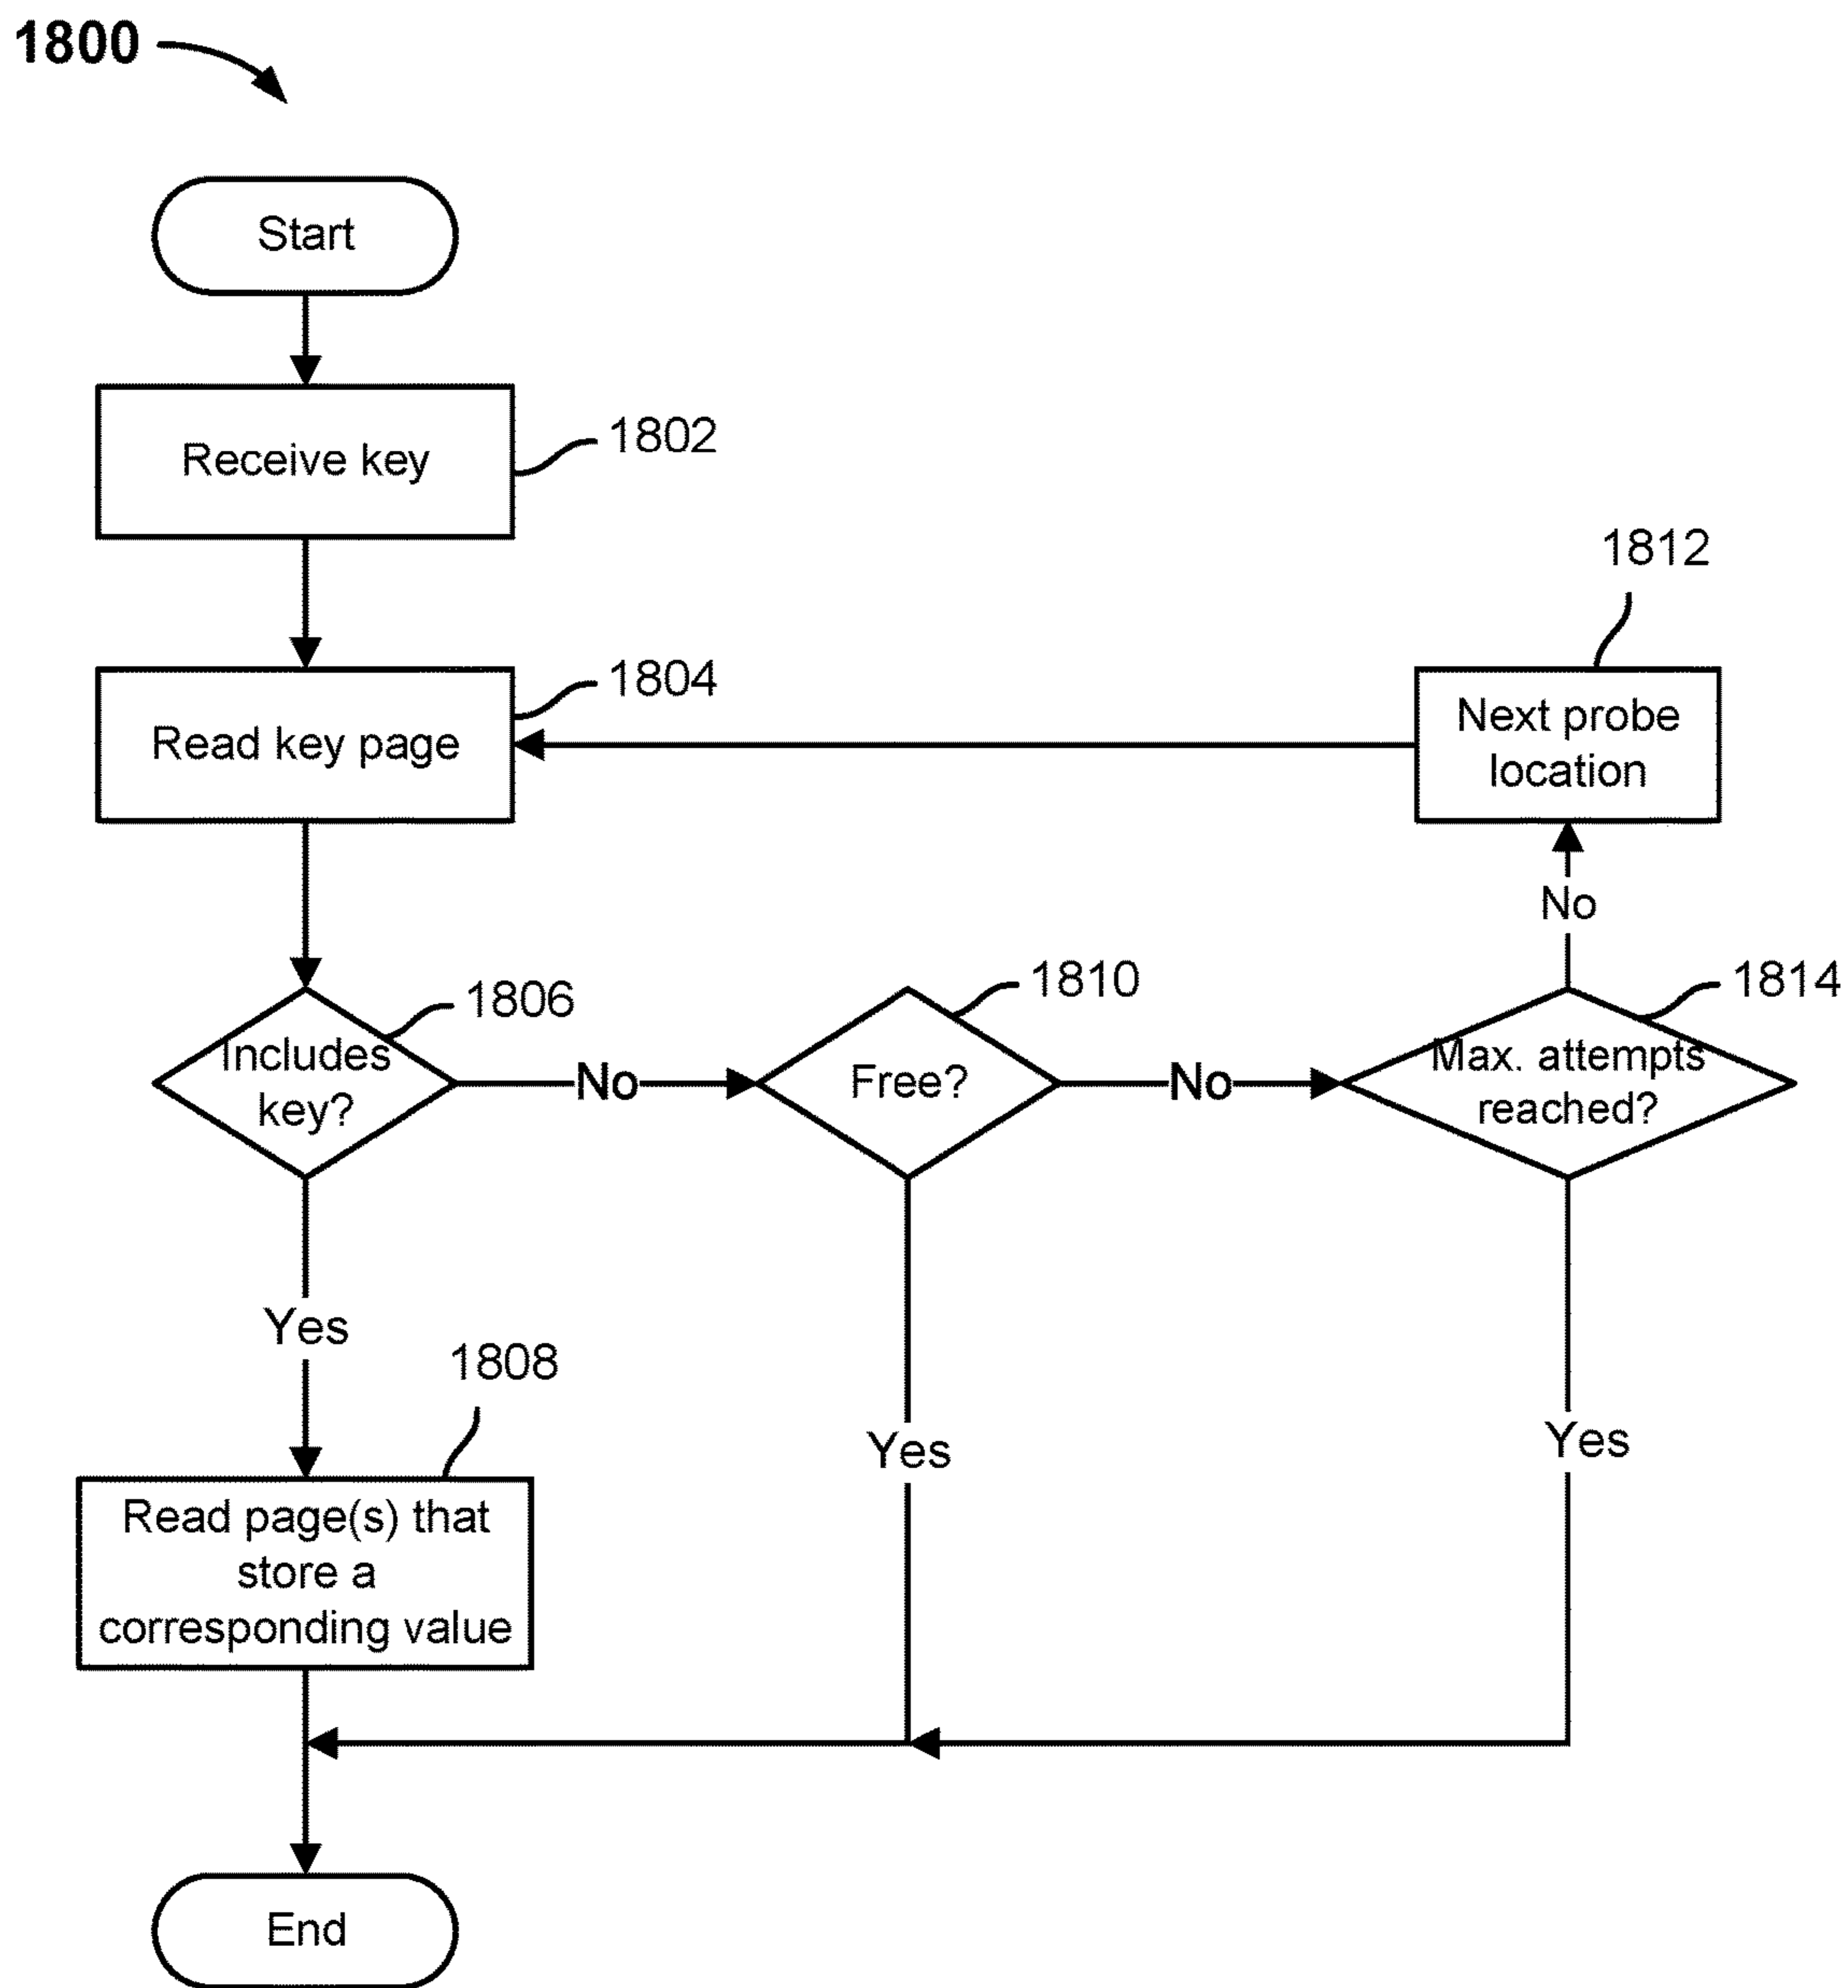 1800
Start
Receive key
1802
1812
Read key page
1804
Next probe
location
No
Includes
key?
1806
No
Free?
1810
No
Max. attempts
reached?
1814
Yes
1808
Yes
Yes
Read page(s) that
store a
corresponding value
End